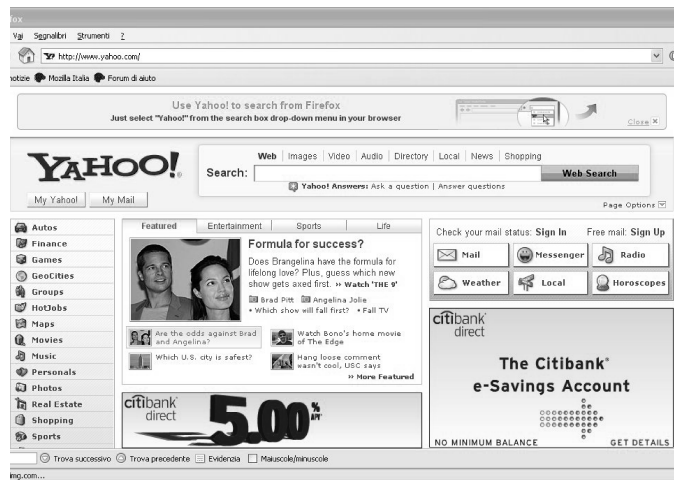 fox
Vai Segnalibri Strumenti ?
http://www.yahoo.com/
notizie Mozilla Italia Forum di aiuto
Use Yahoo! to search from Firefox
Just select "Yahoo!" from the search box drop-down menu in your browser
Close X
YAHOO!
My Yahoo! My Mail
Web Images Video Audio Directory Local News Shopping
Search: Web Search
Yahoo! Answers: Ask a question | Answer questions
Page Options
Autos
Finance
Games
GeoCities
Groups
HotJobs
Maps
Movies
Music
Personals
Photos
Real Estate
Shopping
Sports
Featured Entertainment Sports Life
Formula for success?
Does Brangelina have the formula for
lifelong love? Plus, guess which new
show gets axed first. » Watch 'THE 9'
Brad Pitt Angelina Jolie
• Which show will fall first? • Fall TV
Are the odds against Brad
and Angelina?
Watch Bono's home movie
of The Edge
Which U.S. city is safest?
Hang loose comment
wasn't cool, USC says
» More Featured
citibank
direct
5.00% APY*
Check your mail status: Sign In Free mail: Sign Up
Mail Messenger Radio
Weather Local Horoscopes
citibank
direct
The Citibank®
e-Savings Account
NO MINIMUM BALANCE GET DETAILS
Trova successivo Trova precedente Evidenzia Maiuscole/minuscole
img.com...